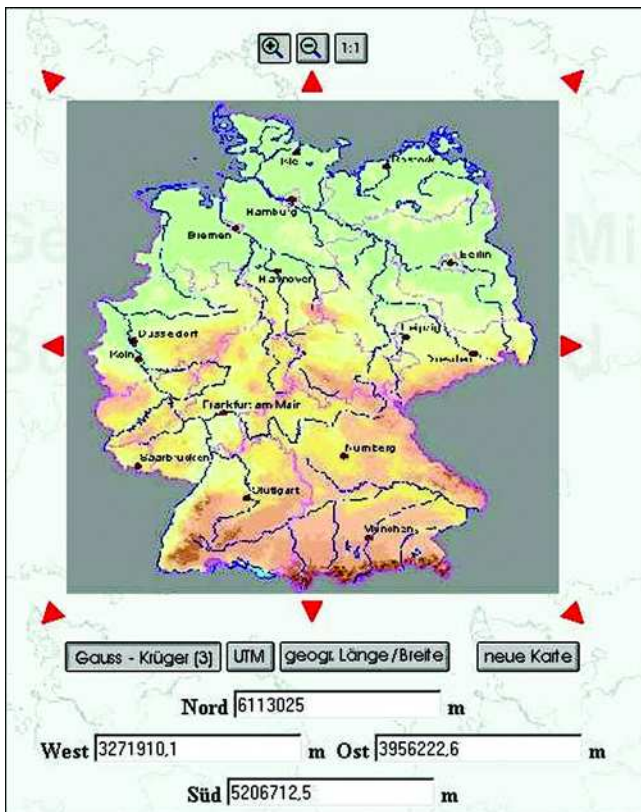 1:1
Kiel
Rostock
Hamburg
Bremen
Berlin
Hannover
Düsseldorf
Leipzig
Köln
Dresden
Frankfurt am Main
Saarbrücken
Nürnberg
Stuttgart
München
Gauss - Krüger (3) UTM geogr. Länge/Breite neue Karte
Nord 6113025 m
West 3271910,1 m Ost 3956222,6 m
Süd 5206712,5 m